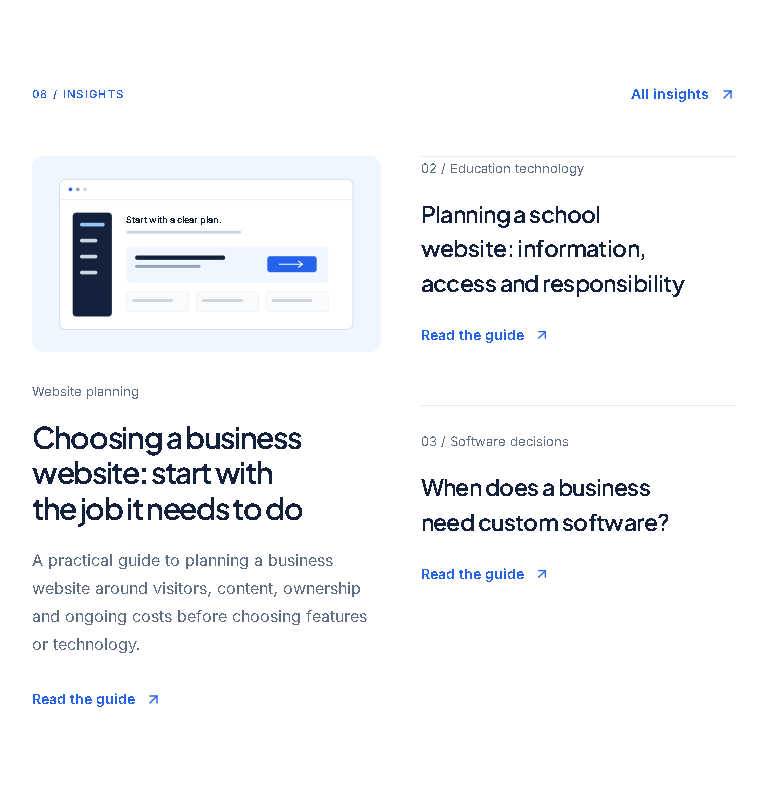 08 / INSIGHTS
All insights
Start with a clear plan.
Website planning
Choosing a business
website: start with
the job it needs to do
A practical guide to planning a business
website around visitors, content, ownership
and ongoing costs before choosing features
or technology.
Read the guide
02 / Education technology
Planning a school
website: information,
access and responsibility
Read the guide
03 / Software decisions
When does a business
need custom software?
Read the guide